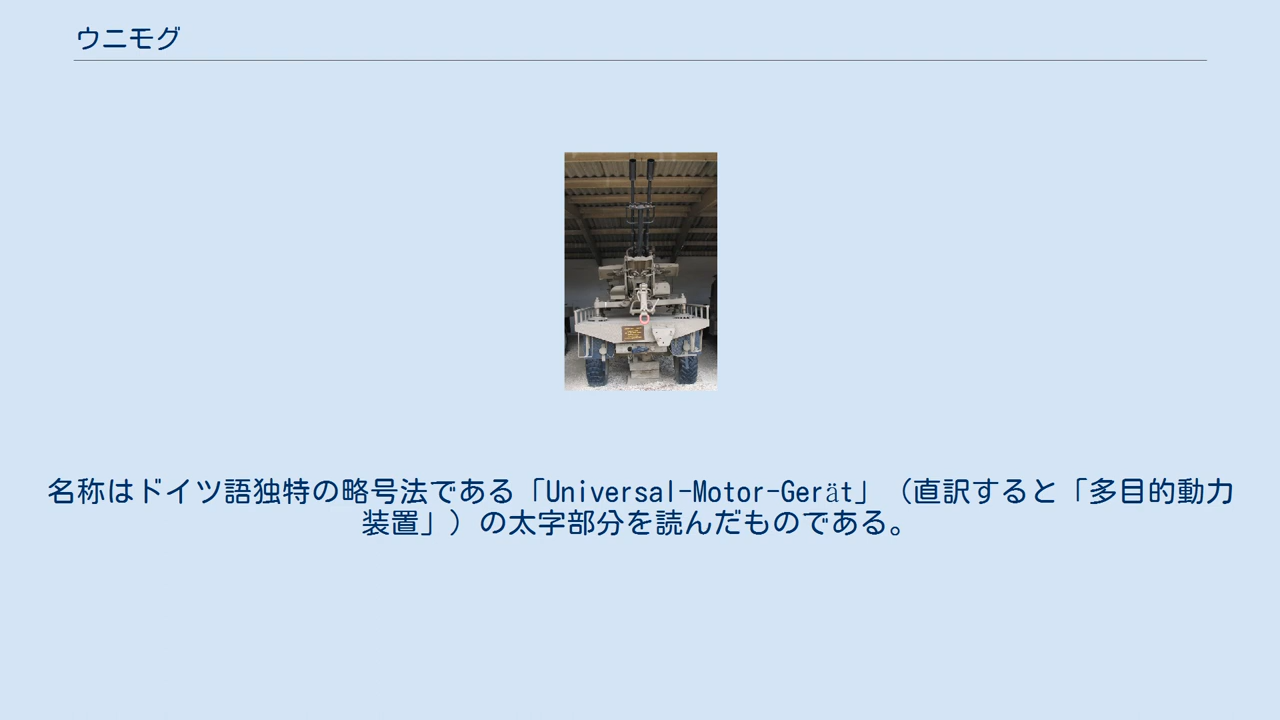 ウニモグ
名称はドイツ語独特の略号法である「Universal-Motor-Gerät」（直訳すると「多目的動力
装置」）の太字部分を読んだものである。